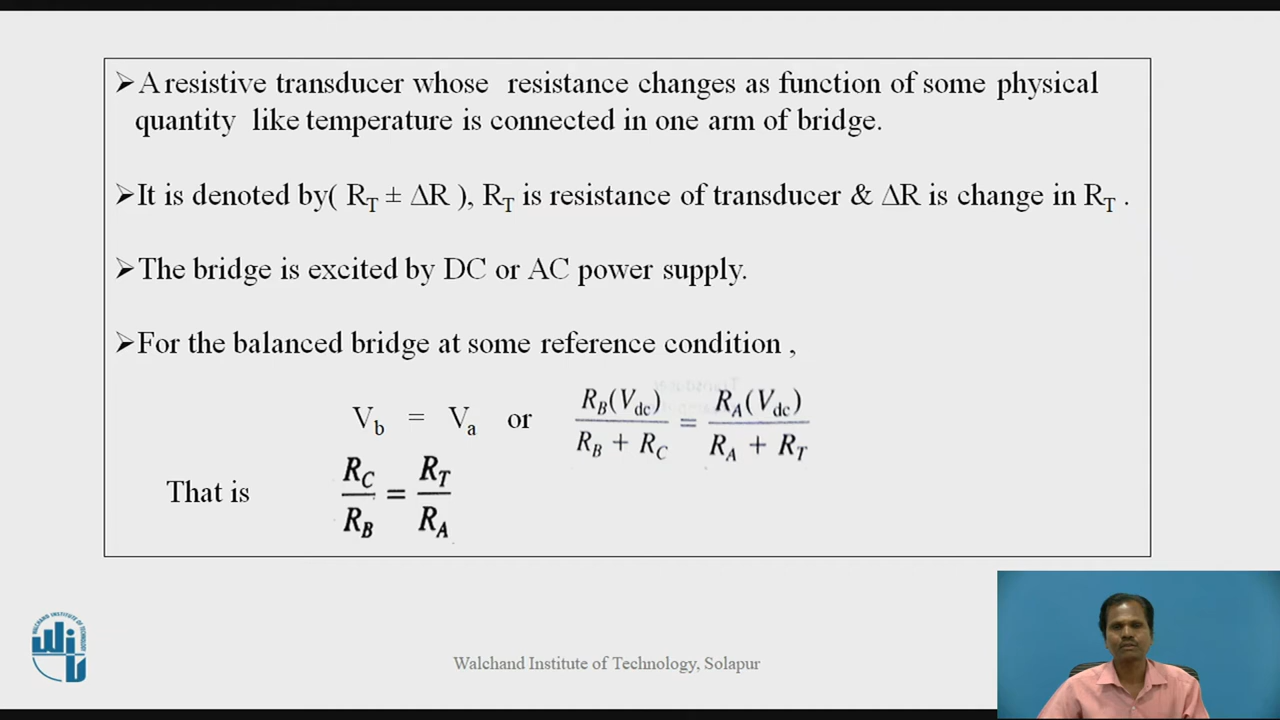 ➢A resistive transducer whose resistance changes as function of some physical
quantity like temperature is connected in one arm of bridge.
➢It is denoted by( R_T ± ΔR ), R_T is resistance of transducer & ΔR is change in R_T .
➢The bridge is excited by DC or AC power supply.
➢For the balanced bridge at some reference condition ,
V_b = V_a or R_B(V_dc) / (R_B + R_C) = R_A(V_dc) / (R_A + R_T)
That is R_C / R_B = R_T / R_A
WALCHAND INSTITUTE OF TECHNOLOGY
Walchand Institute of Technology, Solapur